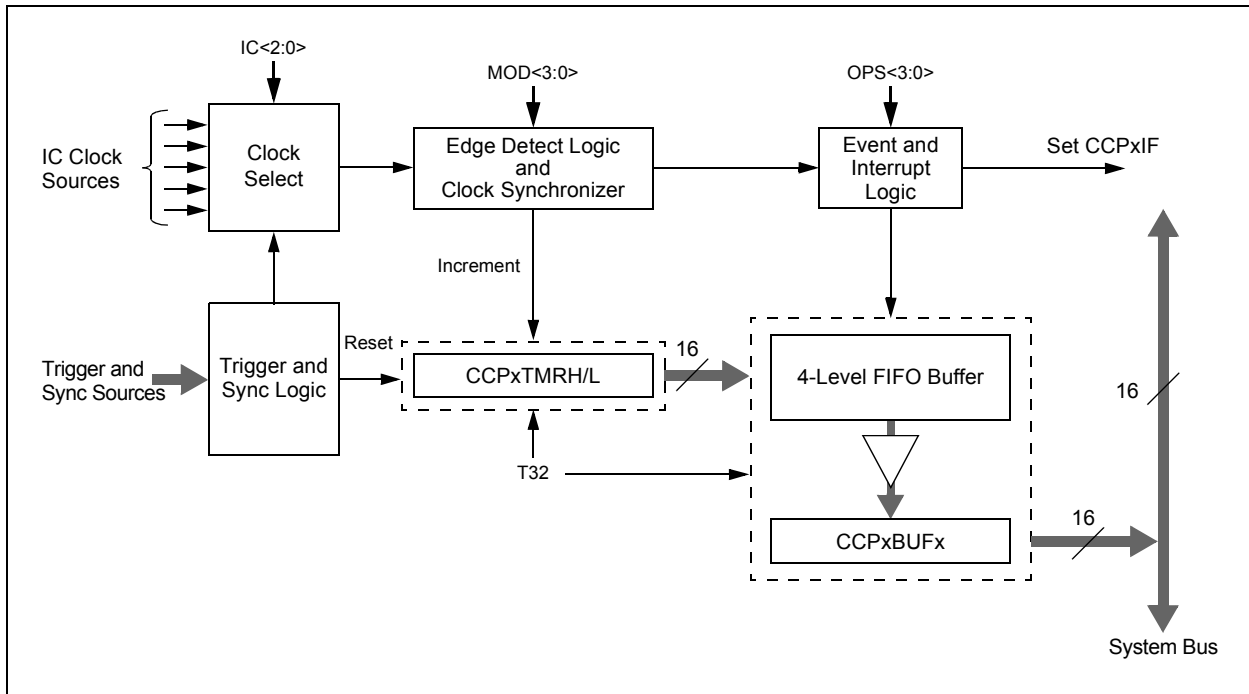 IC<2:0>
MOD<3:0>
OPS<3:0>
IC Clock
Sources
Clock
Select
Edge Detect Logic
and
Clock Synchronizer
Event and
Interrupt
Logic
Set CCPxIF
Increment
Trigger and
Sync Sources
Trigger and
Sync Logic
Reset
CCPxTMRH/L
16
4-Level FIFO Buffer
16
T32
CCPxBUFx
16
System Bus